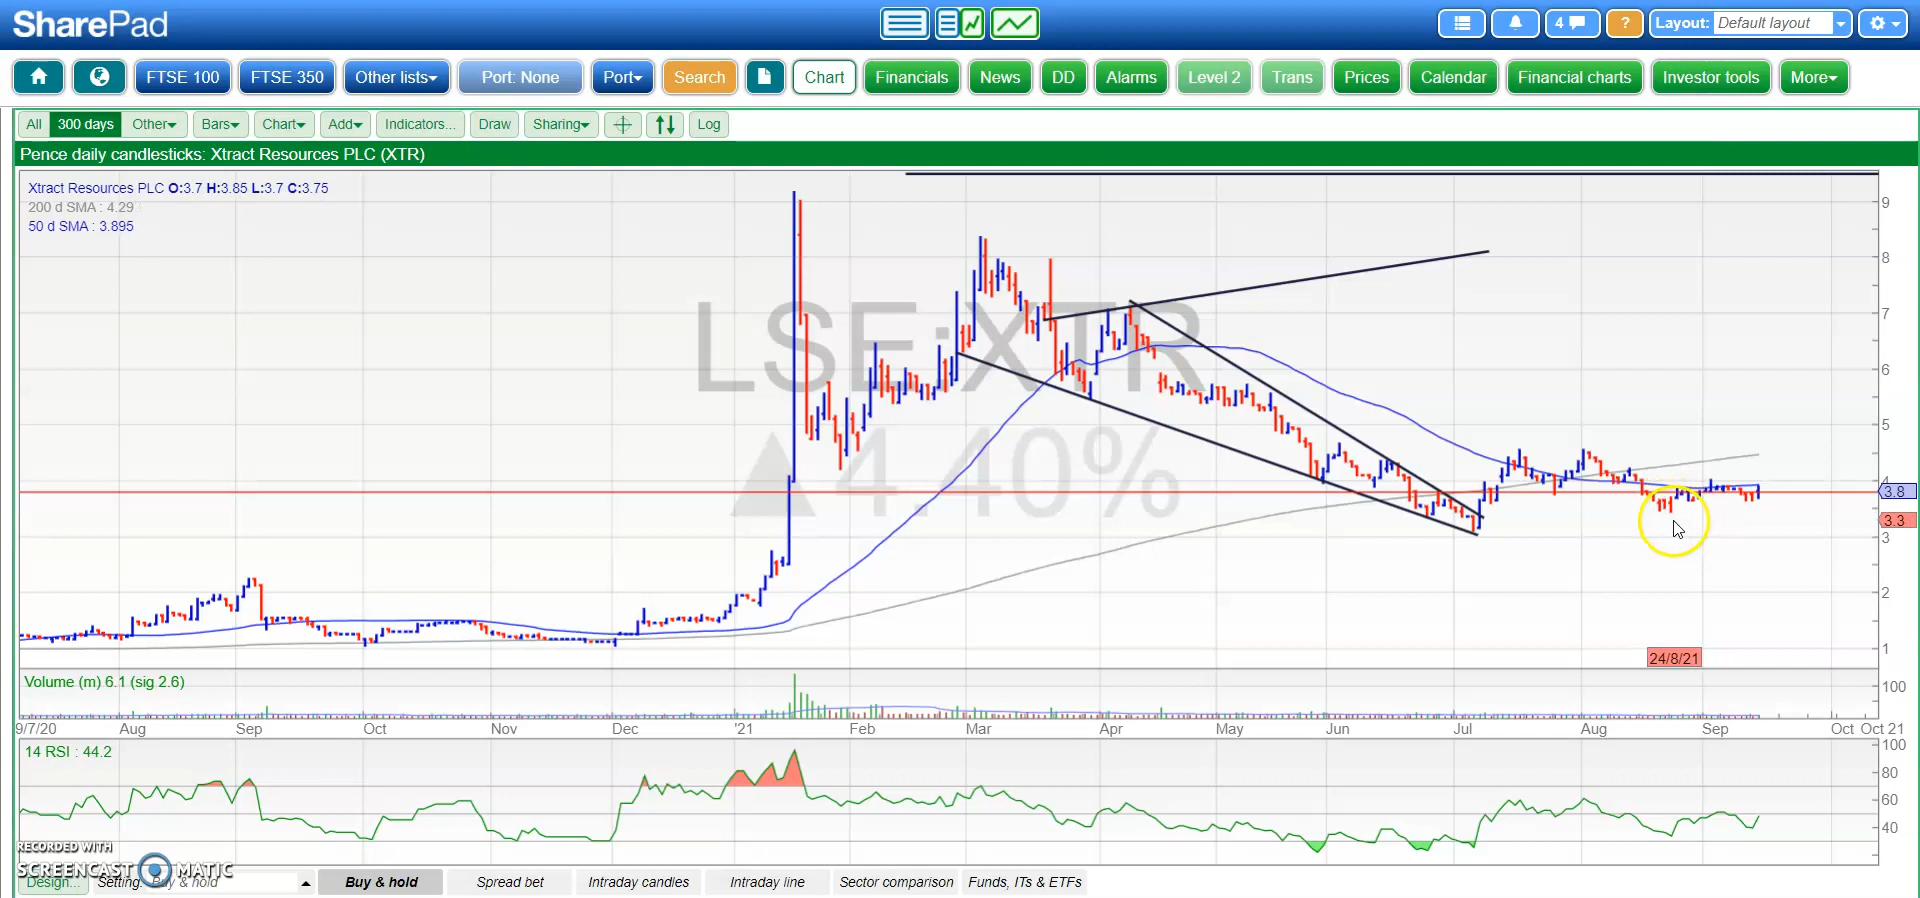 SharePad
4
?
Layout: Default layout
FTSE 100
FTSE 350
Other lists
Port: None
Port
Search
Chart
Financials
News
DD
Alarms
Level 2
Trans
Prices
Calendar
Financial charts
Investor tools
More
All
300 days
Other
Bars
Chart
Add
Indicators...
Draw
Sharing
Log
Pence daily candlesticks: Xtract Resources PLC (XTR)
Xtract Resources PLC O:3.7 H:3.85 L:3.7 C:3.75
200 d SMA : 4.29
50 d SMA : 3.895
LSE:XTR
▲4.40%
9
8
7
6
5
4
3.8
3.3
3
2
1
24/8/21
Volume (m) 6.1 (sig 2.6)
100
9/7/20 Aug Sep Oct Nov Dec '21 Feb Mar Apr May Jun Jul Aug Sep Oct Oct 21
14 RSI : 44.2
100
80
60
40
RECORDED WITH
SCREENCAST MATIC
Design... Setting: Buy & hold
Buy & hold
Spread bet
Intraday candles
Intraday line
Sector comparison
Funds, ITs & ETFs